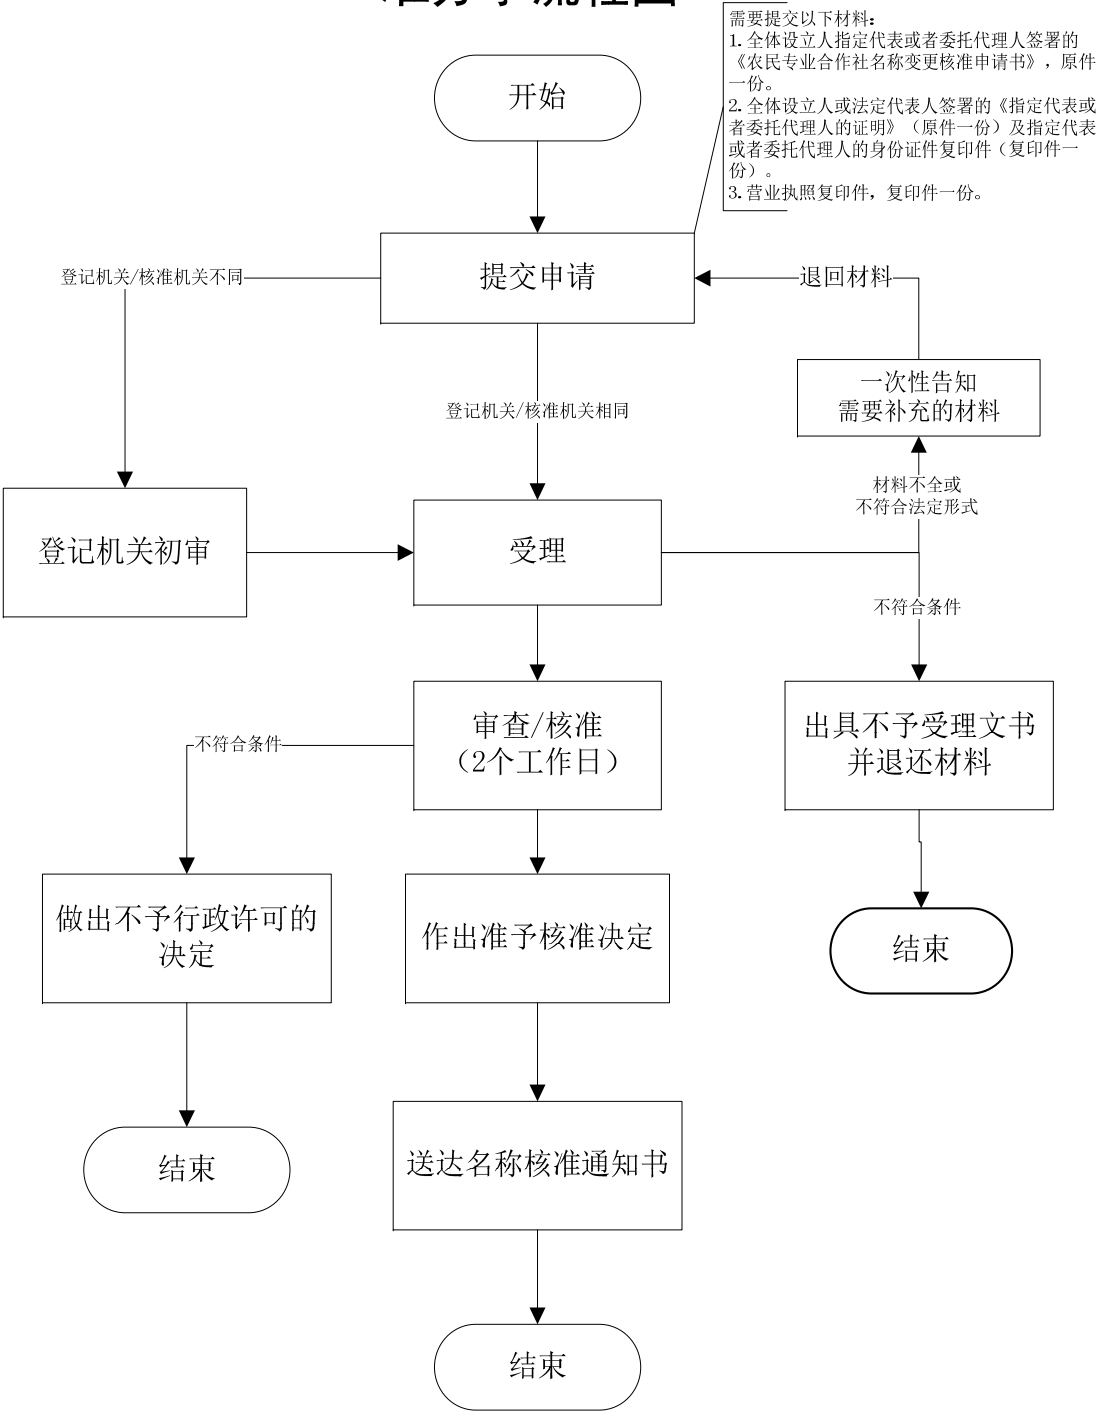 需要提交以下材料：
1.全体设立人指定代表或者委托代理人签署的
《农民专业合作社名称变更核准申请书》，原件
一份。
2.全体设立人或法定代表人签署的《指定代表或
者委托代理人的证明》（原件一份）及指定代表
或者委托代理人的身份证件复印件（复印件一
份）。
3.营业执照复印件，复印件一份。
开始
登记机关/核准机关不同
提交申请
退回材料
一次性告知
需要补充的材料
登记机关/核准机关相同
材料不全或
不符合法定形式
登记机关初审
受理
不符合条件
审查/核准
（2个工作日）
不符合条件
出具不予受理文书
并退还材料
做出不予行政许可的
决定
作出准予核准决定
结束
送达名称核准通知书
结束
结束